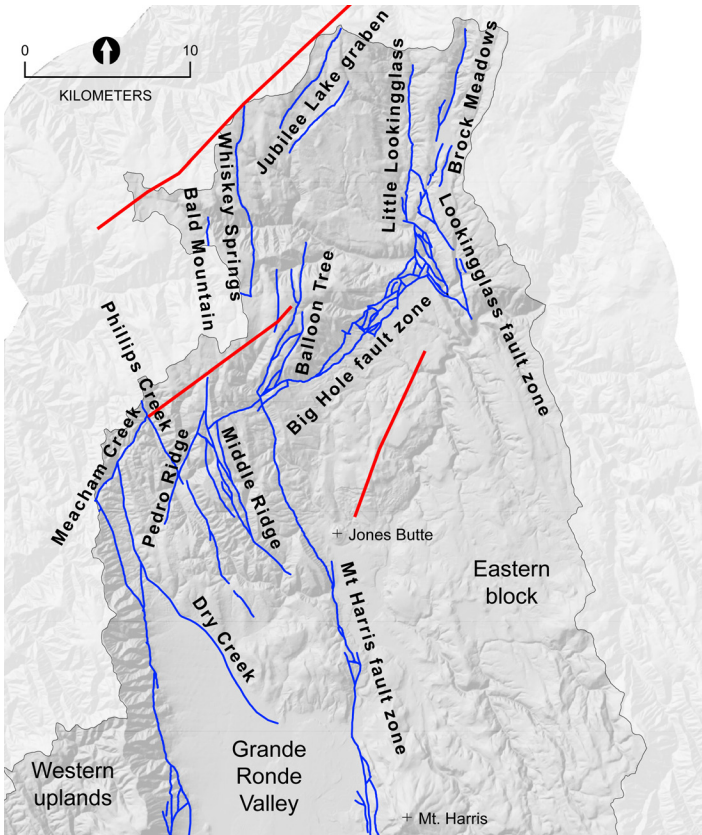 0
10
KILOMETERS
Jubilee Lake graben
Little Lookingglass
Brock Meadows
Whiskey Springs
Bald Mountain
Lookingglass fault zone
Balloon Tree
Phillips Creek
Big Hole fault zone
Meacham Creek
Pedro Ridge
Middle Ridge
Jones Butte
Eastern
block
Mt Harris fault zone
Dry Creek
Grande
Ronde
Valley
Western
uplands
Mt. Harris